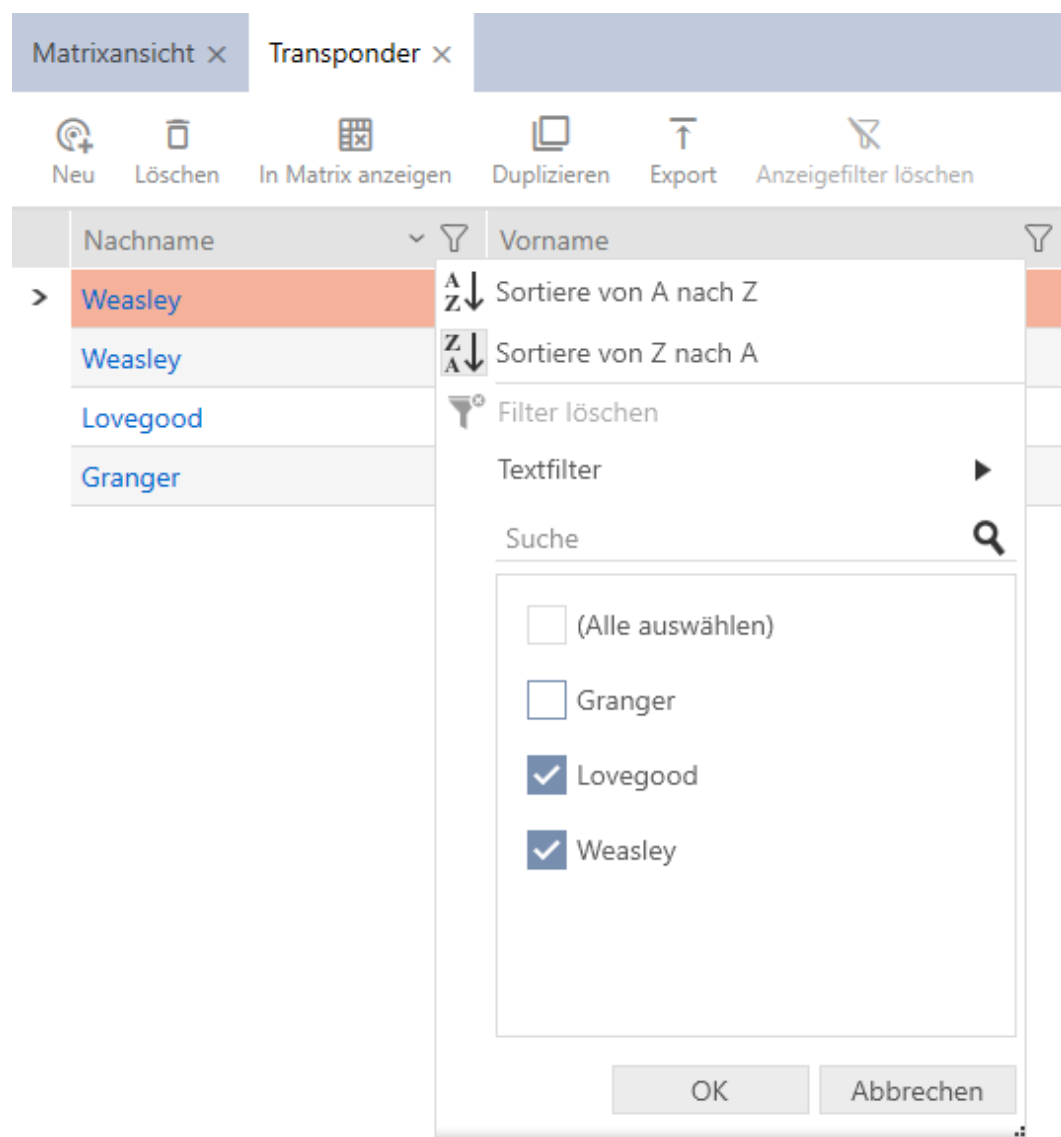 Matrixansicht
Transponder
Neu
Löschen
In Matrix anzeigen
Duplizieren
Export
Anzeigefilter löschen
Nachname
Vorname
Weasley
Weasley
Lovegood
Granger
A
Z
Sortiere von A nach Z
Z
A
Sortiere von Z nach A
Filter löschen
Textfilter
Suche
(Alle auswählen)
Granger
Lovegood
Weasley
OK
Abbrechen